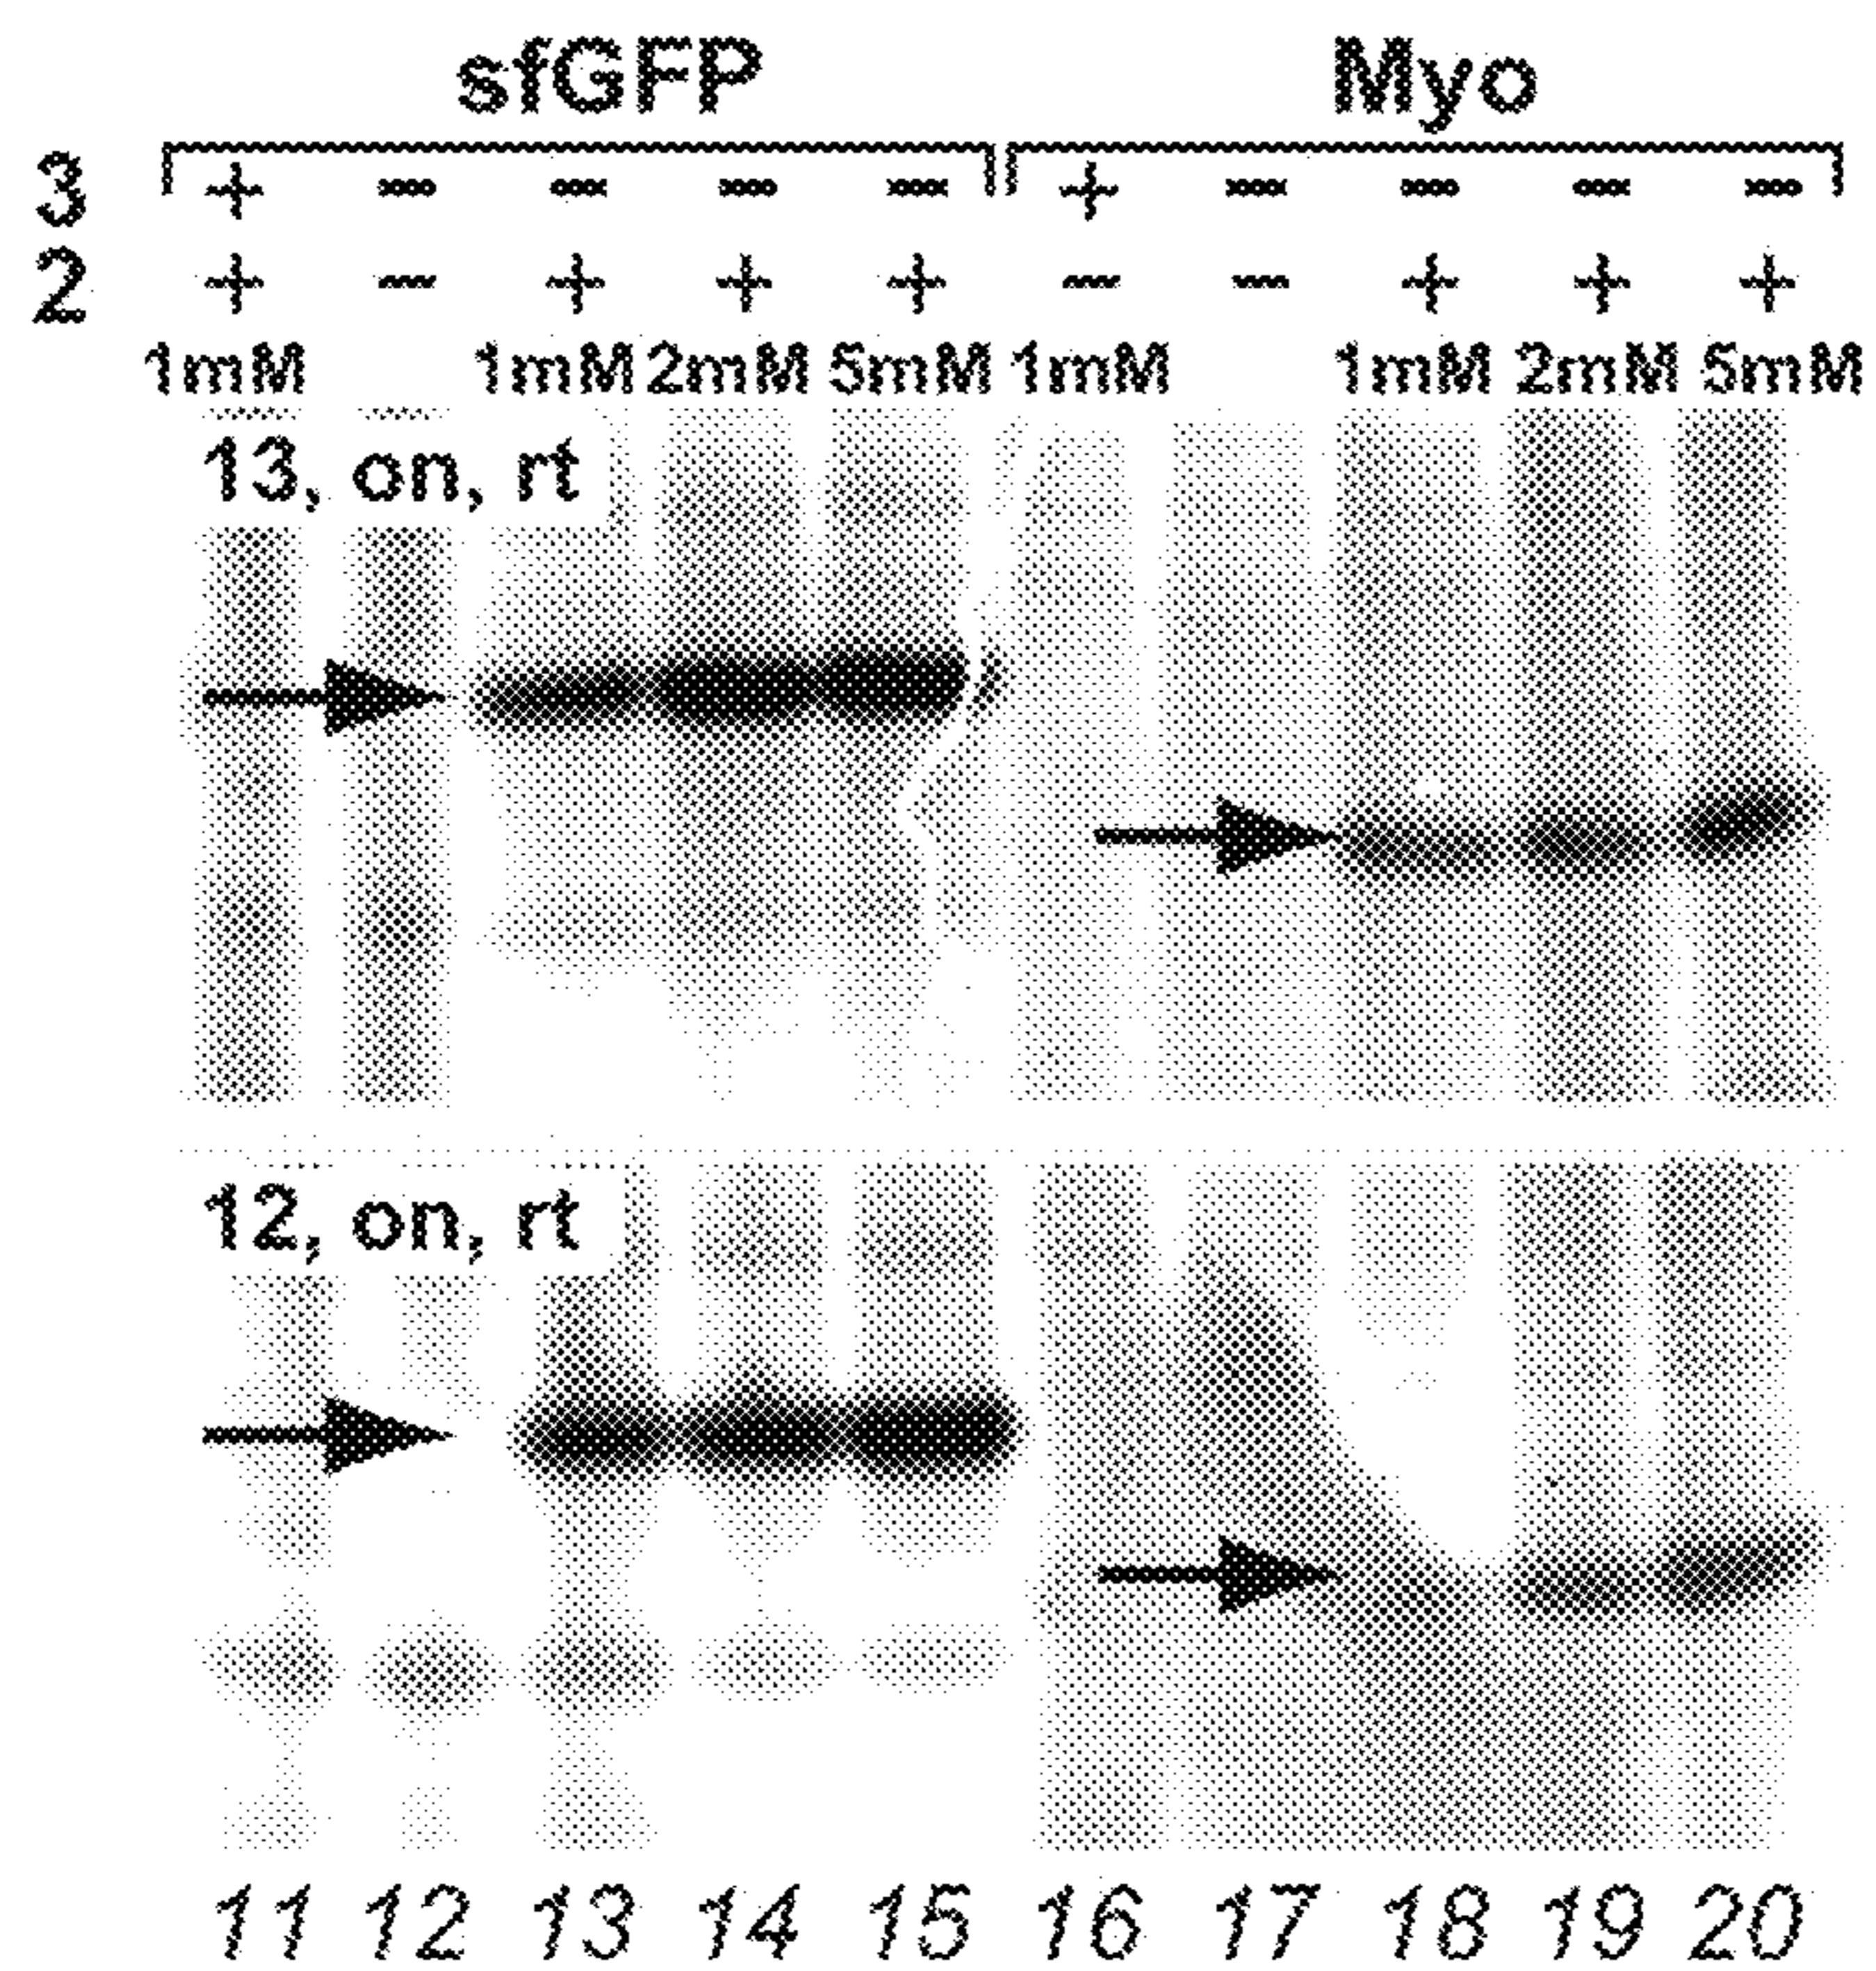 sfGFP Myo
3 + − − − − + − − − −
2 + − + + + − − + + +
1mM 1mM 2mM 5mM 1mM 1mM 2mM 5mM
13, on, rt
12, on, rt
11 12 13 14 15 16 17 18 19 20